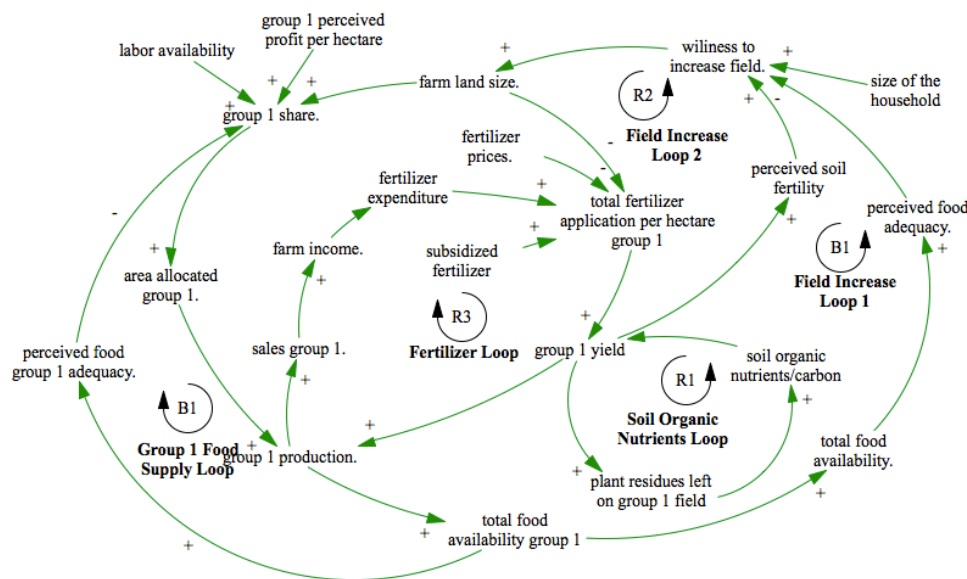 group 1 perceived
profit per hectare
labor availability
wiliness to
increase field.
size of the
household
+
+
+
+
+
-
+
farm land size.
group 1 share.
R2
Field Increase
Loop 2
fertilizer
prices.
-
-
perceived soil
fertility
+
fertilizer
expenditure
+
total fertilizer
application per hectare
group 1
perceived food
adequacy.
+
-
+
farm income.
+
subsidized
fertilizer
B1
Field Increase
Loop 1
+
area allocated
group 1.
R3
Fertilizer Loop
+
sales group 1.
+
group 1 yield
soil organic
nutrients/carbon
+
perceived food
group 1 adequacy.
B1
Group 1 Food
Supply Loop
R1
Soil Organic
Nutrients Loop
+
+
group 1 production.
total food
availability.
+
+
plant residues left
on group 1 field
+
total food
availability group 1
+